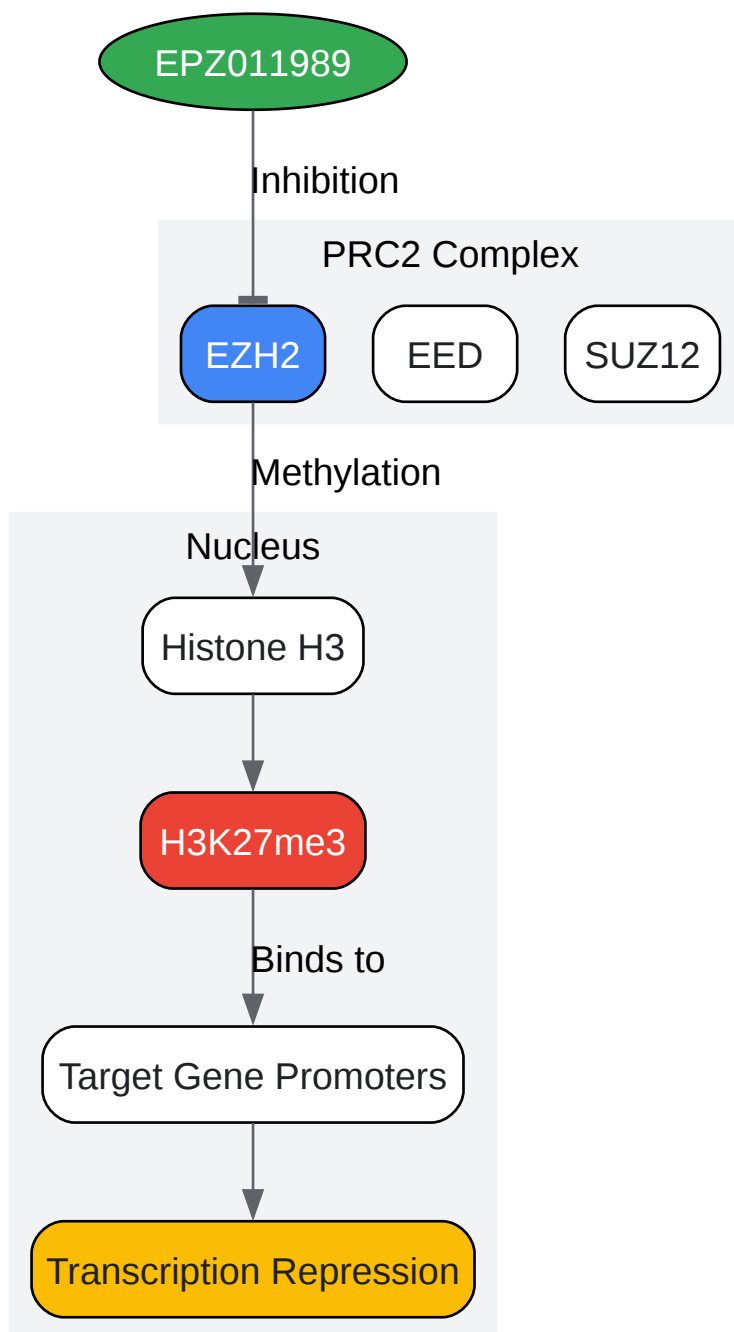 EPZ011989
Inhibition
PRC2 Complex
EZH2
EED
SUZ12
Methylation
Nucleus
Histone H3
H3K27me3
Binds to
Target Gene Promoters
Transcription Repression